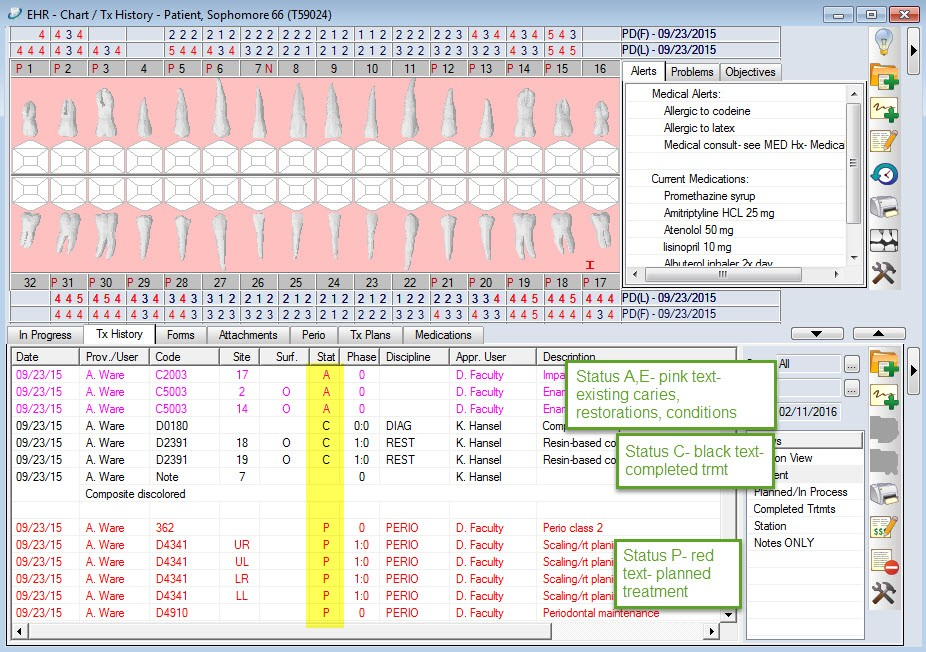 EHR - Chart / Tx History - Patient, Sophomore 66 (T59024)
4 4 3 4 2 2 2 2 1 2 2 2 2 2 2 2 2 1 2 1 1 2 2 2 2 2 2 3 4 3 4 4 3 4 5 4 3 PD(F) - 09/23/2015
4 4 4 4 3 4 4 3 4 5 4 4 4 3 4 3 2 2 2 2 1 2 1 2 2 1 2 3 2 2 2 2 3 3 2 3 4 3 3 5 4 5 PD(L) - 09/23/2015
P 1 P 2 P 3 4 P 5 P 6 7 N 8 9 10 11 P 12 P 13 P 14 P 15 16
Alerts Problems Objectives
Medical Alerts:
Allergic to codeine
Allergic to latex
Medical consult- see MED Hx- Medica
Current Medications:
Promethazine syrup
Amitriptyline HCL 25 mg
Atenolol 50 mg
lisinopril 10 mg
Albuterol inhaler 2x day
I
32 P 31 P 30 P 29 P 28 27 26 25 24 23 22 21 P 20 P 19 P 18 P 17
4 4 5 4 4 5 4 3 4 4 3 4 3 1 2 2 1 2 2 1 2 2 1 2 2 1 2 2 1 3 2 2 3 3 3 4 4 4 5 4 4 5 4 4 5 PD(L) - 09/23/2015
4 4 4 4 4 4 4 3 4 3 3 4 3 2 3 2 1 2 2 1 2 2 1 2 2 1 2 3 2 2 2 2 3 3 3 4 4 4 5 4 4 4 4 3 4 PD(F) - 09/23/2015
In Progress Tx History Forms Attachments Perio Tx Plans Medications
Date Prov./User Code Site Surf. Stat Phase Discipline Appr. User Description
09/23/15 A. Ware C2003 17 A 0 D. Faculty Impa
09/23/15 A. Ware C5003 2 O A 0 D. Faculty Enar
09/23/15 A. Ware C5003 14 O A 0 D. Faculty Enar
09/23/15 A. Ware D0180 C 0:0 DIAG K. Hansel Comp
09/23/15 A. Ware D2391 18 O C 1:0 REST K. Hansel Resin-based co
09/23/15 A. Ware D2391 19 O C 1:0 REST K. Hansel Resin-based co
09/23/15 A. Ware Note 7 0 K. Hansel
Composite discolored
09/23/15 A. Ware 362 P 0 PERIO D. Faculty Perio class 2
09/23/15 A. Ware D4341 UR P 1:0 PERIO D. Faculty Scaling/rt plani
09/23/15 A. Ware D4341 UL P 1:0 PERIO D. Faculty Scaling/rt plani
09/23/15 A. Ware D4341 LR P 1:0 PERIO D. Faculty Scaling/rt plani
09/23/15 A. Ware D4341 LL P 1:0 PERIO D. Faculty Scaling/rt plani
09/23/15 A. Ware D4910 P 1:0 PERIO D. Faculty Periodontal maintenance
Status A,E- pink text-
existing caries,
restorations, conditions
Status C- black text-
completed trmt
Status P- red
text- planned
treatment
All
...
...
02/11/2016
Planned/In Process
Completed Trtmts
Station
Notes ONLY
$$$